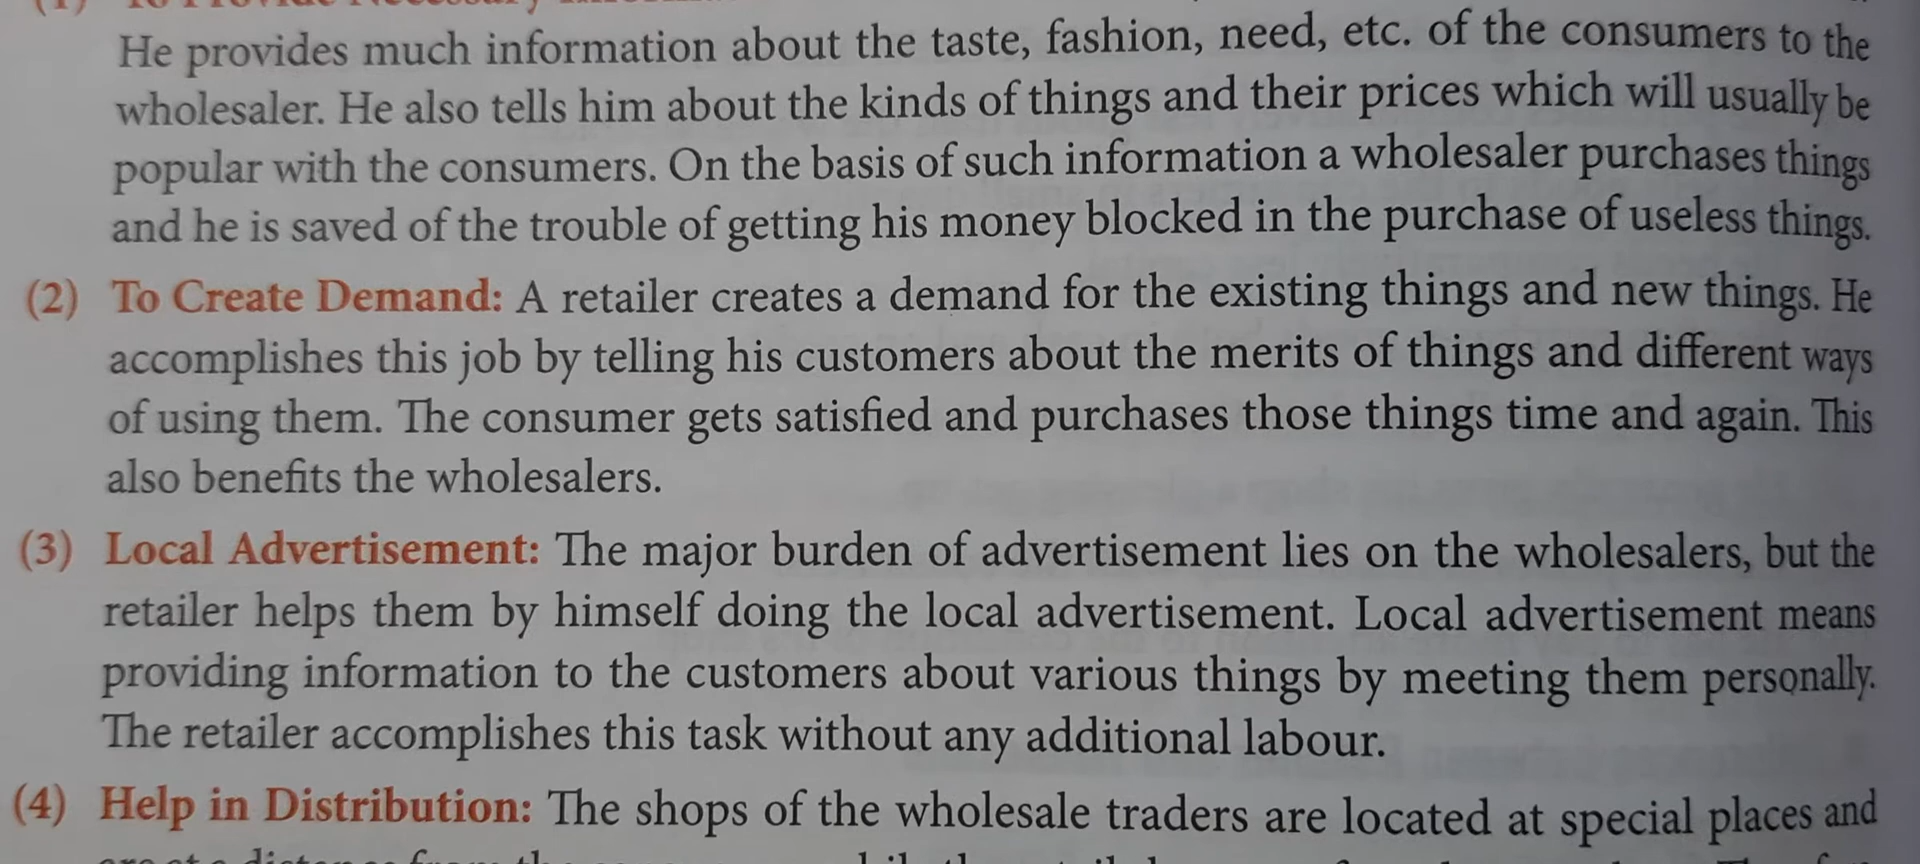 (1) To Provide Necessary
He provides much information about the taste, fashion, need, etc. of the consumers to the
wholesaler. He also tells him about the kinds of things and their prices which will usually be
popular with the consumers. On the basis of such information a wholesaler purchases things
and he is saved of the trouble of getting his money blocked in the purchase of useless things.
(2) To Create Demand: A retailer creates a demand for the existing things and new things. He
accomplishes this job by telling his customers about the merits of things and different ways
of using them. The consumer gets satisfied and purchases those things time and again. This
also benefits the wholesalers.
(3) Local Advertisement: The major burden of advertisement lies on the wholesalers, but the
retailer helps them by himself doing the local advertisement. Local advertisement means
providing information to the customers about various things by meeting them personally.
The retailer accomplishes this task without any additional labour.
(4) Help in Distribution: The shops of the wholesale traders are located at special places and